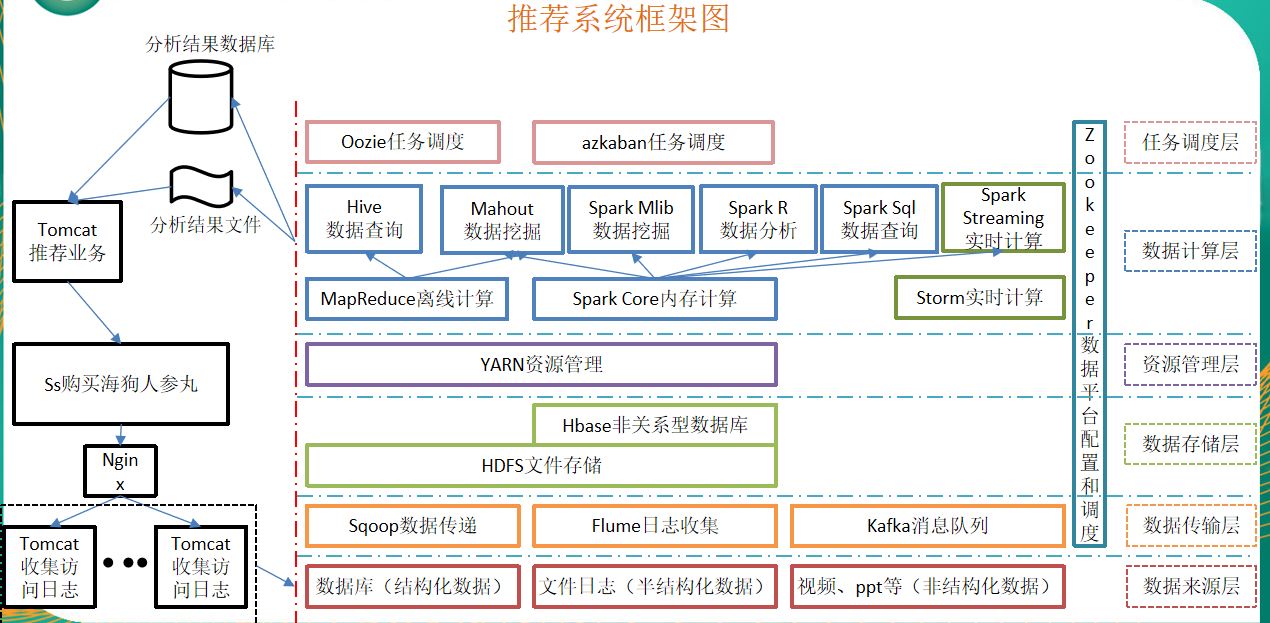 推荐系统框架图
分析结果数据库
分析结果文件
Tomcat
推荐业务
Ss购买海狗人参丸
Ngin
x
Tomcat
收集访
问日志
Tomcat
收集访
问日志
Oozie任务调度
azkaban任务调度
任务调度层
Hive
数据查询
Mahout
数据挖掘
Spark Mlib
数据挖掘
Spark R
数据分析
Spark Sql
数据查询
Spark
Streaming
实时计算
MapReduce离线计算
Spark Core内存计算
Storm实时计算
数据计算层
YARN资源管理
资源管理层
Hbase非关系型数据库
HDFS文件存储
数据存储层
Sqoop数据传递
Flume日志收集
Kafka消息队列
数据传输层
数据库（结构化数据）
文件日志（半结构化数据）
视频、ppt等（非结构化数据）
数据来源层
Zookeeper数据平台配置和调度